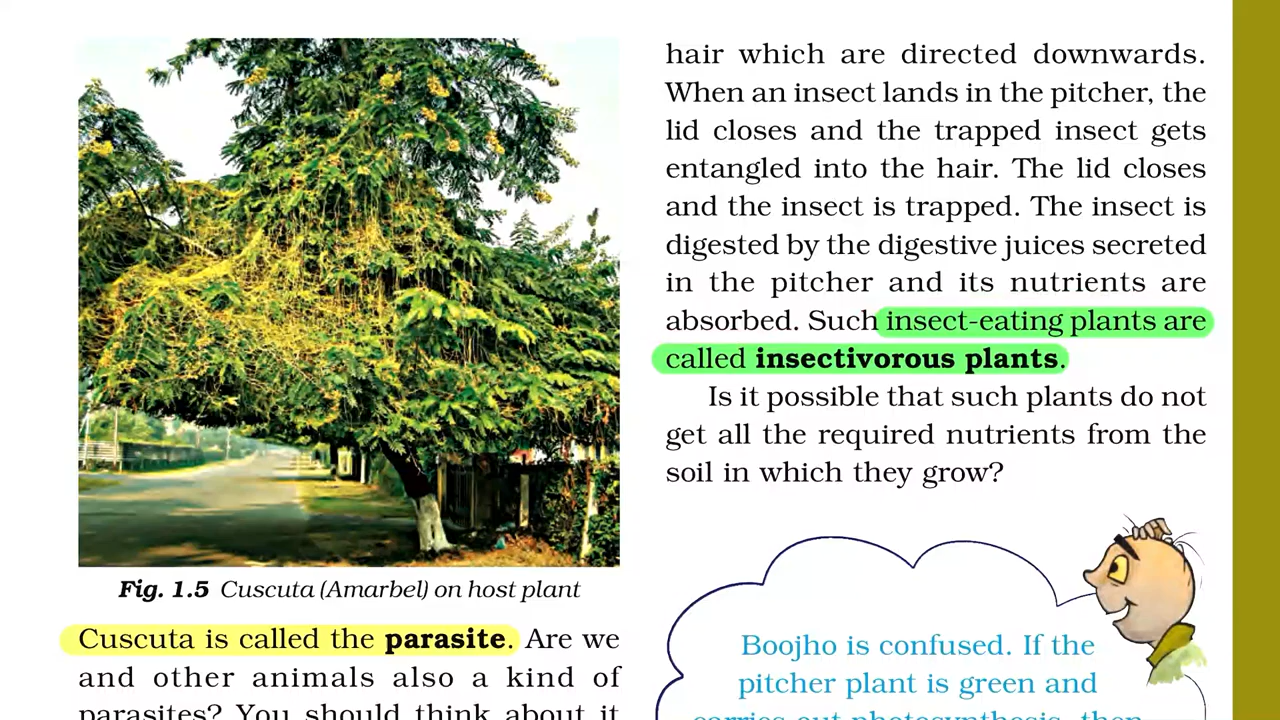 Fig. 1.5 Cuscuta (Amarbel) on host plant
Cuscuta is called the parasite. Are we
and other animals also a kind of
parasites? You should think about it
hair which are directed downwards.
When an insect lands in the pitcher, the
lid closes and the trapped insect gets
entangled into the hair. The lid closes
and the insect is trapped. The insect is
digested by the digestive juices secreted
in the pitcher and its nutrients are
absorbed. Such insect-eating plants are
called insectivorous plants.
Is it possible that such plants do not
get all the required nutrients from the
soil in which they grow?
Boojho is confused. If the
pitcher plant is green and
carries out photosynthesis, then